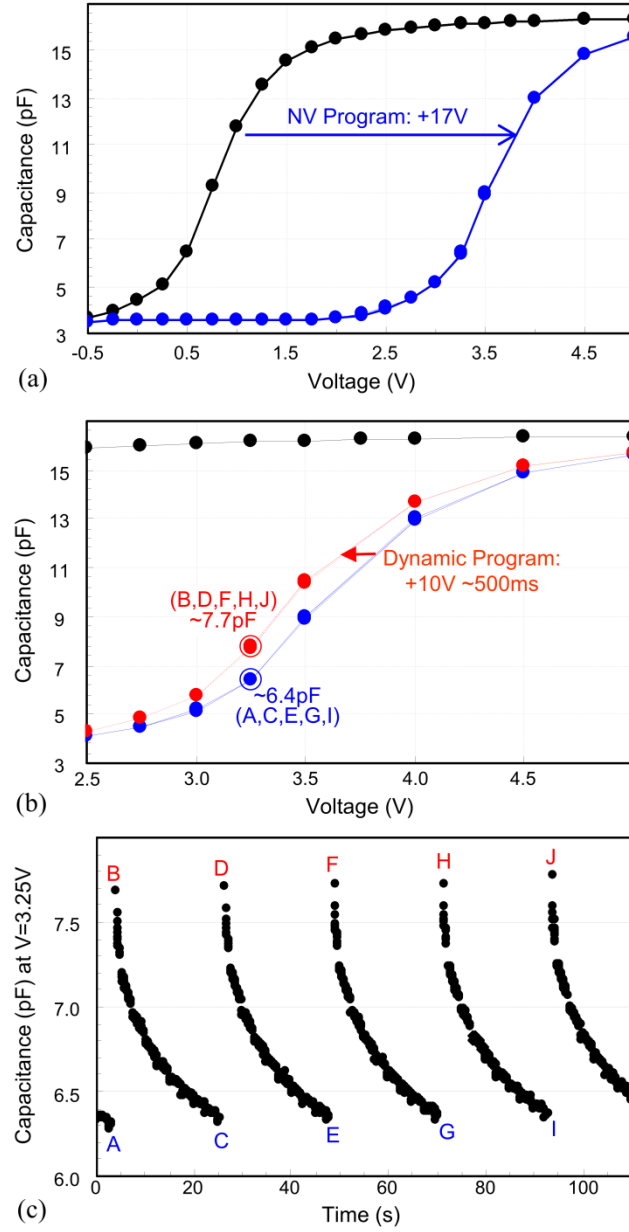 15
13
11
9
7
5
3
Capacitance (pF)
NV Program: +17V
-0.5
0.5
1.5
2.5
3.5
4.5
Voltage (V)
(a)
15
13
11
9
7
5
3
Capacitance (pF)
Dynamic Program:
+10V ~500ms
(B,D,F,H,J)
~7.7pF
~6.4pF
(A,C,E,G,I)
2.5
3.0
3.5
4.0
4.5
Voltage (V)
(b)
7.5
7.0
6.5
6.0
Capacitance (pF) at V=3.25V
B
D
F
H
J
A
C
E
G
I
0
20
40
60
80
100
Time (s)
(c)